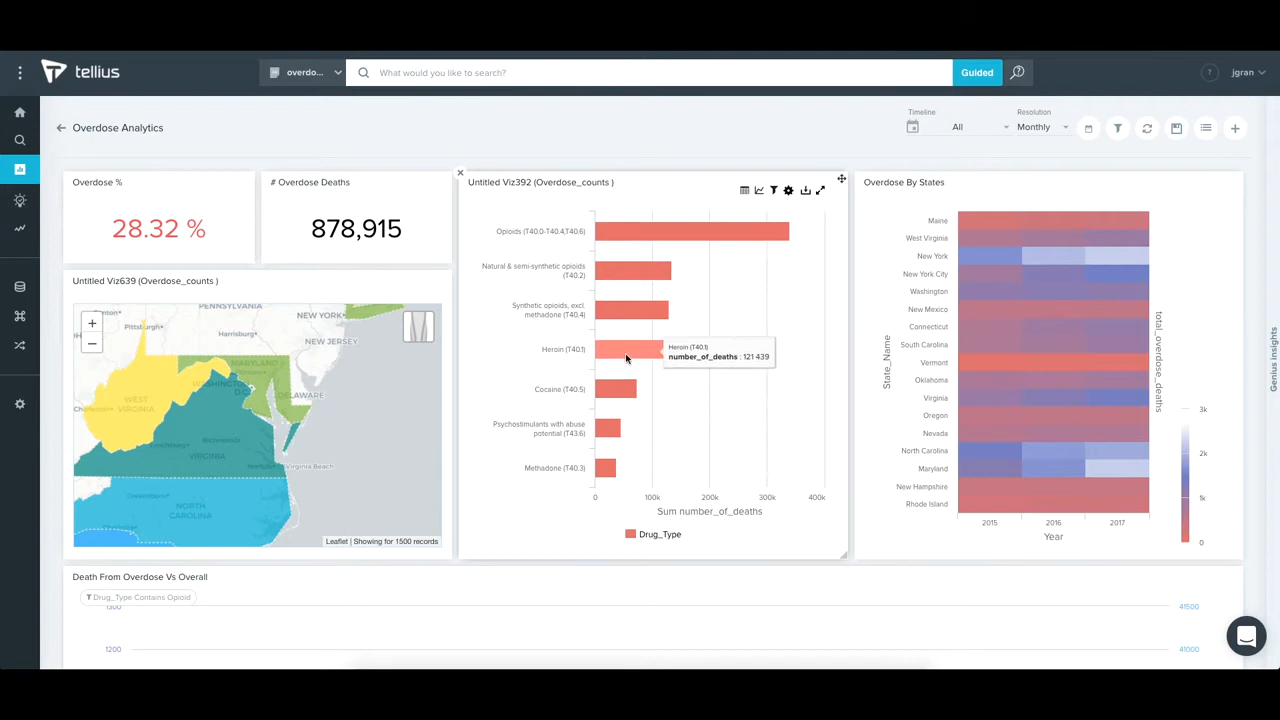 tellius
overdo...
What would you like to search?
Guided
?
jgran
Overdose Analytics
Timeline
All
Resolution
Monthly
Overdose %
28.32 %
# Overdose Deaths
878,915
Untitled Viz639 (Overdose_counts )
+
−
PENNSYLVANIA
Pittsburgh
Harrisburg
NEW YORK
NEW JERSEY
MARYLAND
DELAWARE
WEST
VIRGINIA
Richmond
VIRGINIA
Norfolk
Virginia Beach
Greensboro
NORTH
CAROLINA
Leaflet | Showing for 1500 records
Untitled Viz392 (Overdose_counts )
Opioids (T40.0-T40.4,T40.6)
Natural & semi-synthetic opioids
(T40.2)
Synthetic opioids, excl.
methadone (T40.4)
Heroin (T40.1)
Cocaine (T40.5)
Psychostimulants with abuse
potential (T43.6)
Methadone (T40.3)
Heroin (T40.1)
number_of_deaths : 121 439
0 100k 200k 300k 400k
Sum number_of_deaths
Drug_Type
Overdose By States
State_Name
Maine
West Virginia
New York
New York City
Washington
New Mexico
Connecticut
South Carolina
Vermont
Oklahoma
Virginia
Oregon
Nevada
North Carolina
Maryland
New Hampshire
Rhode Island
2015 2016 2017
Year
total_overdose_deaths
3k
2k
1k
0
Genius insights
Death From Overdose Vs Overall
Drug_Type Contains Opioid
1300
41500
1200
41000